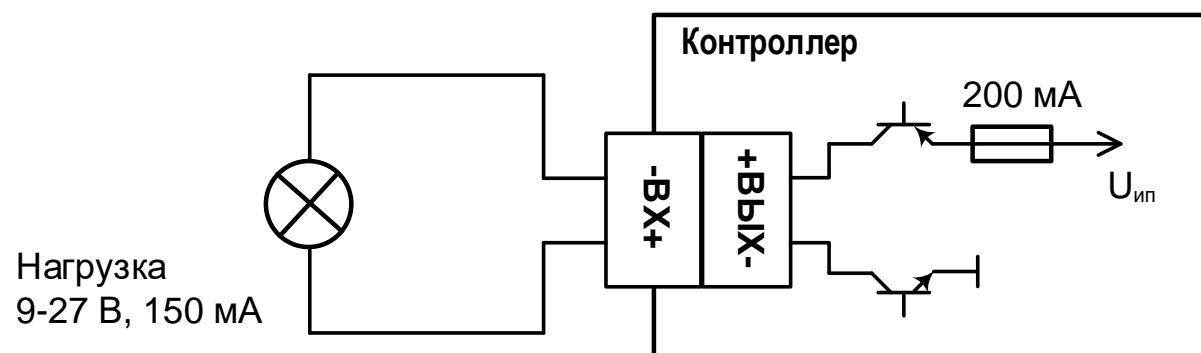 Контроллер
200 мА
-ВХ+
+ВЫХ-
Uип
Нагрузка
9-27 В, 150 мА